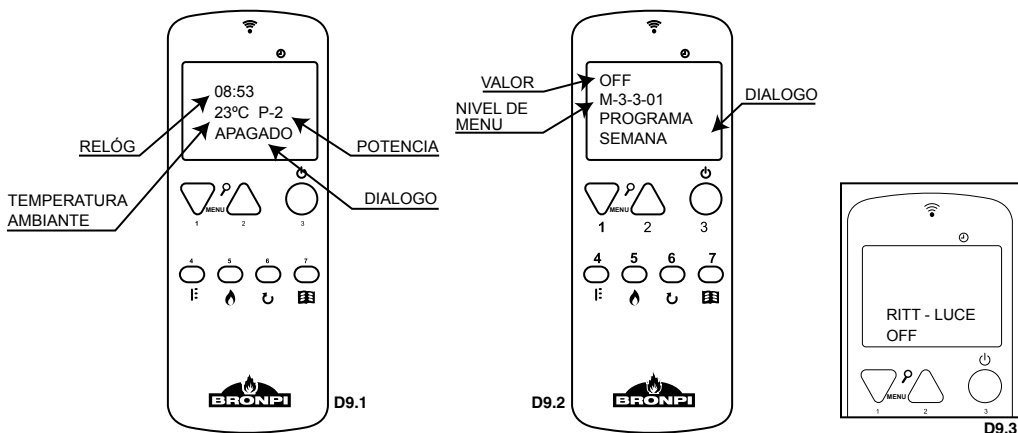 08:53
23ºC P-2
APAGADO
RELÓG
POTENCIA
TEMPERATURA
AMBIANTE
DIALOGO
MENU
1
2
3
4
5
6
7
BRONPI
D9.1
VALOR
NIVEL DE
MENU
OFF
M-3-3-01
PROGRAMA
SEMANA
DIALOGO
MENU
1
2
3
4
5
6
7
BRONPI
D9.2
RITT - LUCE
OFF
MENU
1
2
3
D9.3